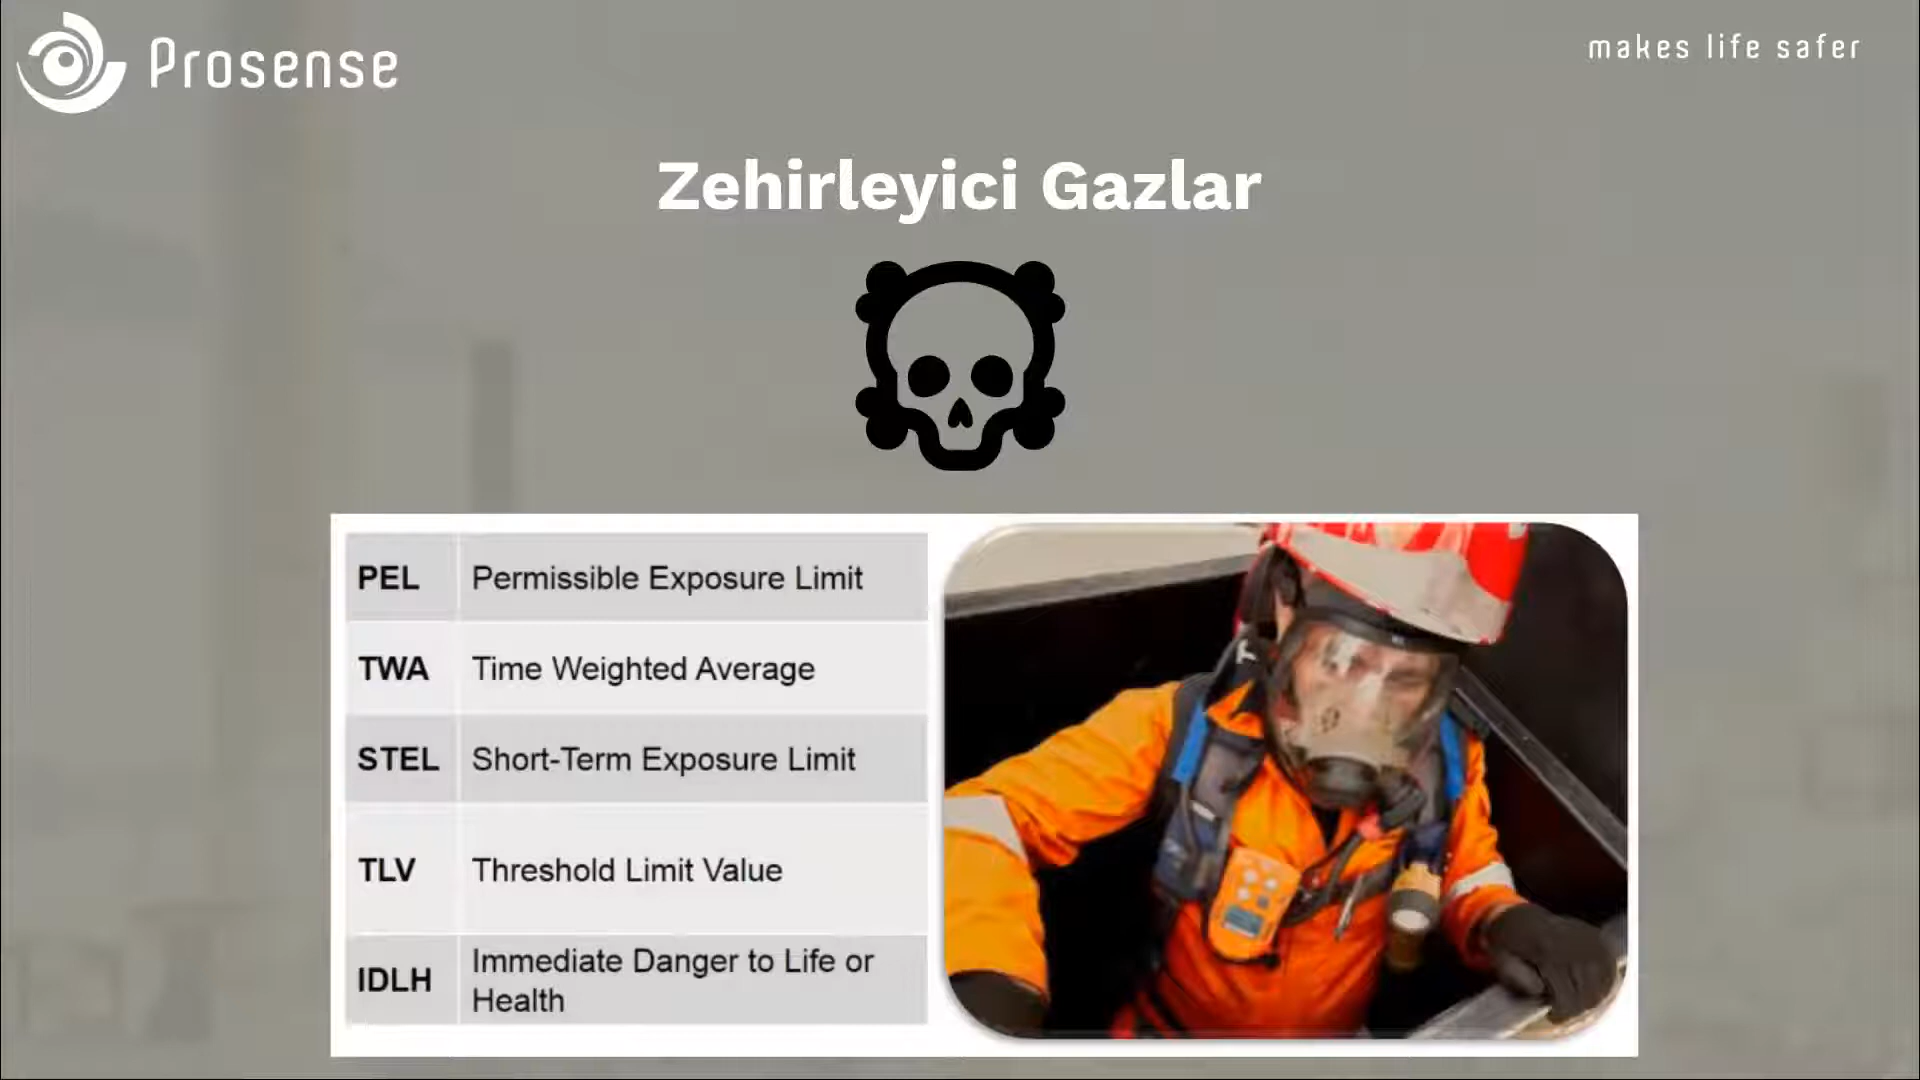 Prosense
makes life safer
Zehirleyici Gazlar
PEL Permissible Exposure Limit
TWA Time Weighted Average
STEL Short-Term Exposure Limit
TLV Threshold Limit Value
IDLH Immediate Danger to Life or
Health